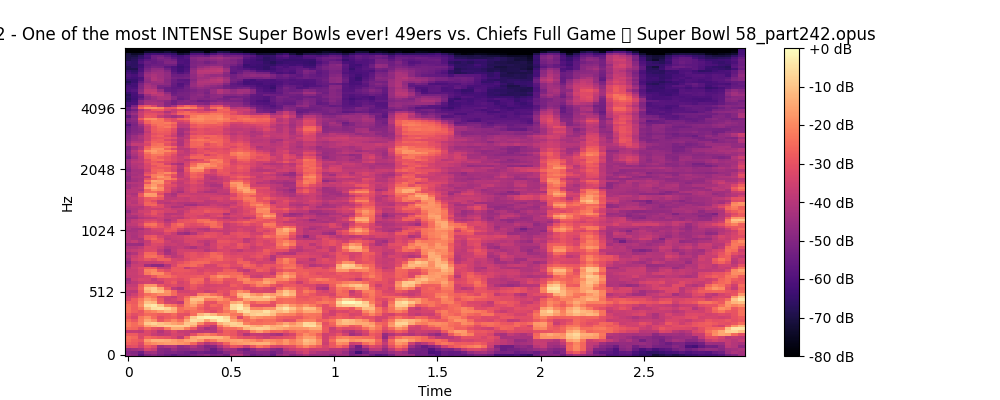 2 - One of the most INTENSE Super Bowls ever! 49ers vs. Chiefs Full Game ▯ Super Bowl 58_part242.opus
+0 dB
4096
-10 dB
-20 dB
2048
-30 dB
Hz
1024
-40 dB
-50 dB
512
-60 dB
-70 dB
0
-80 dB
0 0.5 1 1.5 2 2.5
Time